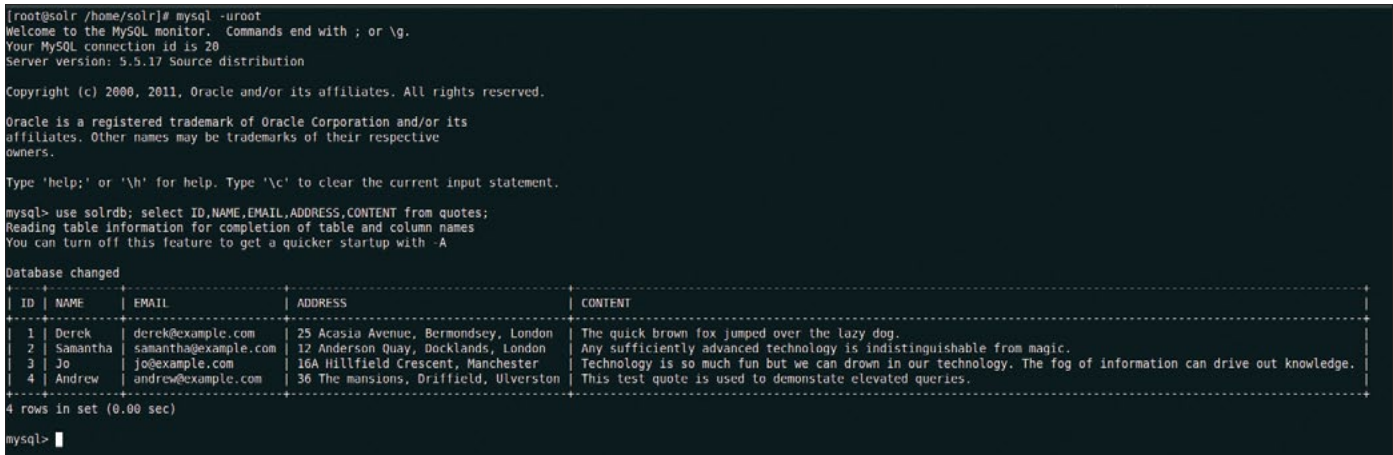 [root@solr /home/solr]# mysql -uroot
Welcome to the MySQL monitor.  Commands end with ; or \g.
Your MySQL connection id is 20
Server version: 5.5.17 Source distribution
Copyright (c) 2000, 2011, Oracle and/or its affiliates. All rights reserved.
Oracle is a registered trademark of Oracle Corporation and/or its
affiliates. Other names may be trademarks of their respective
owners.
Type 'help;' or '\h' for help. Type '\c' to clear the current input statement.
mysql> use solrdb; select ID,NAME,EMAIL,ADDRESS,CONTENT from quotes;
Reading table information for completion of table and column names
You can turn off this feature to get a quicker startup with -A
Database changed
| ID | NAME | EMAIL | ADDRESS | CONTENT |
| 1 | Derek | derek@example.com | 25 Acasia Avenue, Bermondsey, London | The quick brown fox jumped over the lazy dog. |
| 2 | Samantha | samantha@example.com | 12 Anderson Quay, Docklands, London | Any sufficiently advanced technology is indistinguishable from magic. |
| 3 | Jo | jo@example.com | 16A Hillfield Crescent, Manchester | Technology is so much fun but we can drown in our technology. The fog of information can drive out knowledge. |
| 4 | Andrew | andrew@example.com | 36 The mansions, Driffield, Ulverston | This test quote is used to demonstate elevated queries. |
4 rows in set (0.00 sec)
mysql>